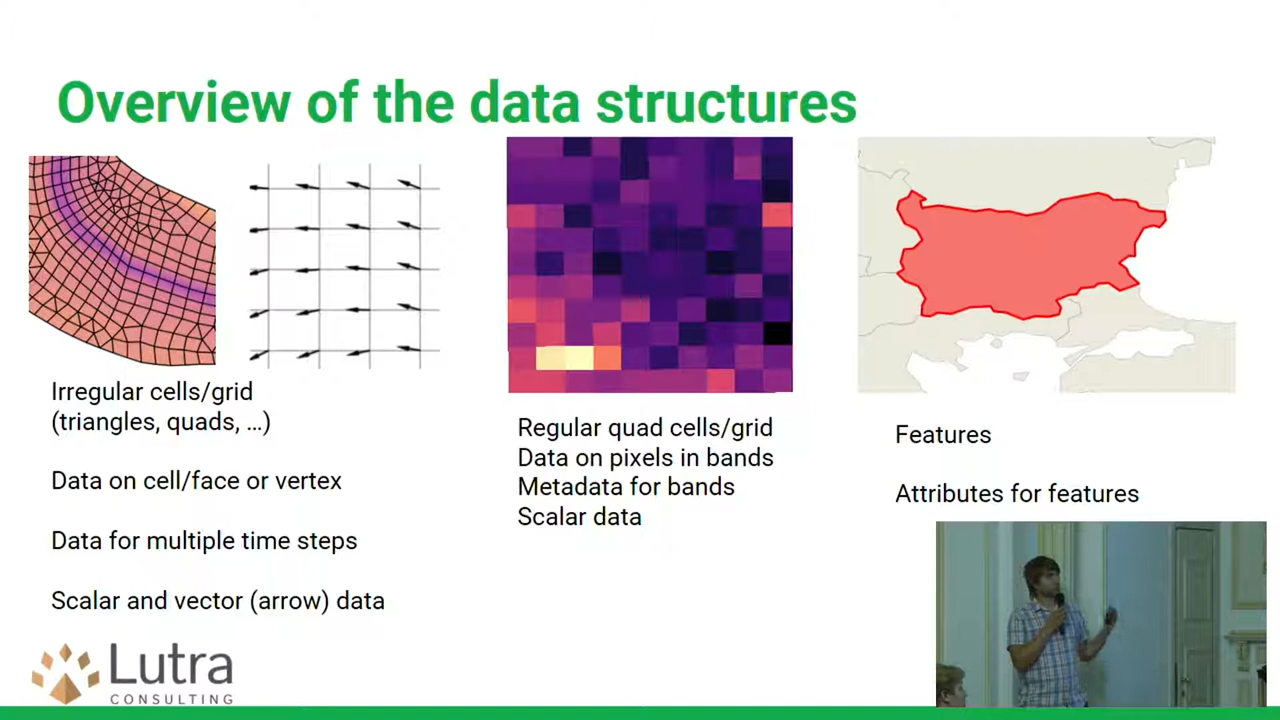 Overview of the data structures
Irregular cells/grid
(triangles, quads, ...)
Data on cell/face or vertex
Data for multiple time steps
Scalar and vector (arrow) data
Regular quad cells/grid
Data on pixels in bands
Metadata for bands
Scalar data
Features
Attributes for features
Lutra
CONSULTING